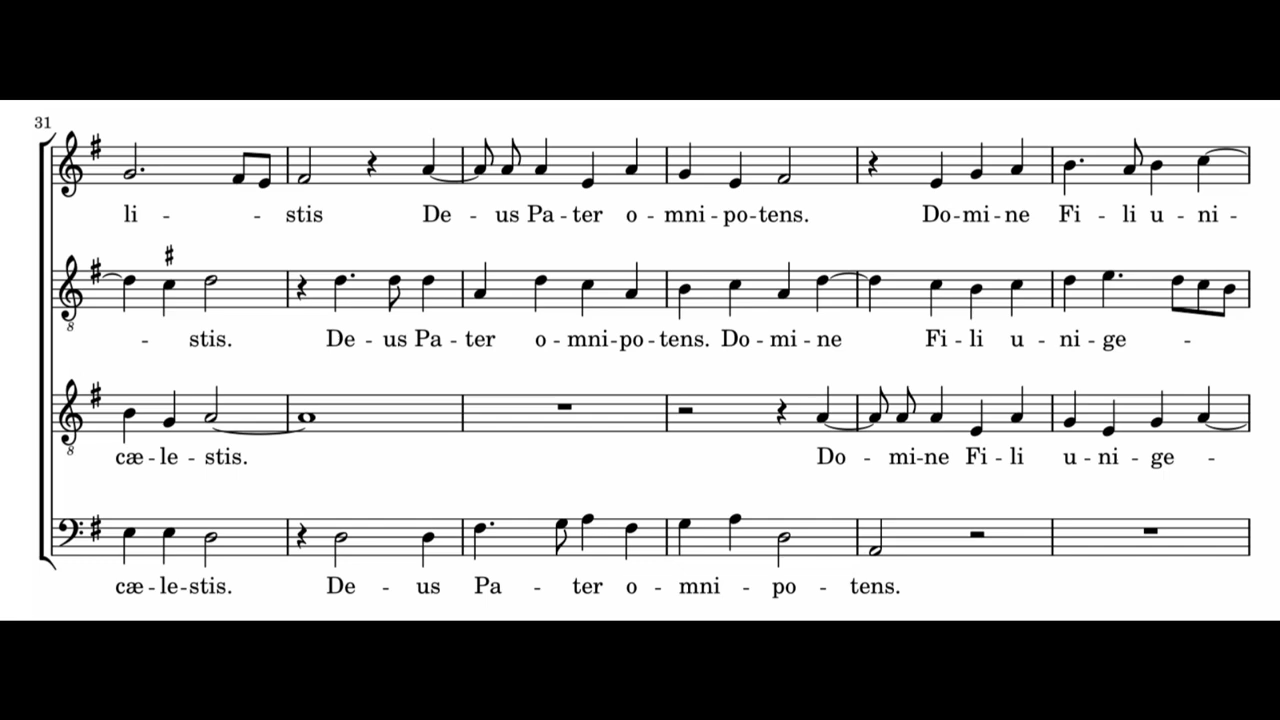 31
li - - stis De - us Pa - ter o - mni - po - tens. Do - mi - ne Fi - li u - ni -
8
- stis. De - us Pa - ter o - mni - po - tens. Do - mi - ne Fi - li u - ni - ge -  -
8
cæ - le - stis. Do - mi - ne Fi - li u - ni - ge -
cæ - le - stis. De - us Pa - ter o - mni - po - tens.